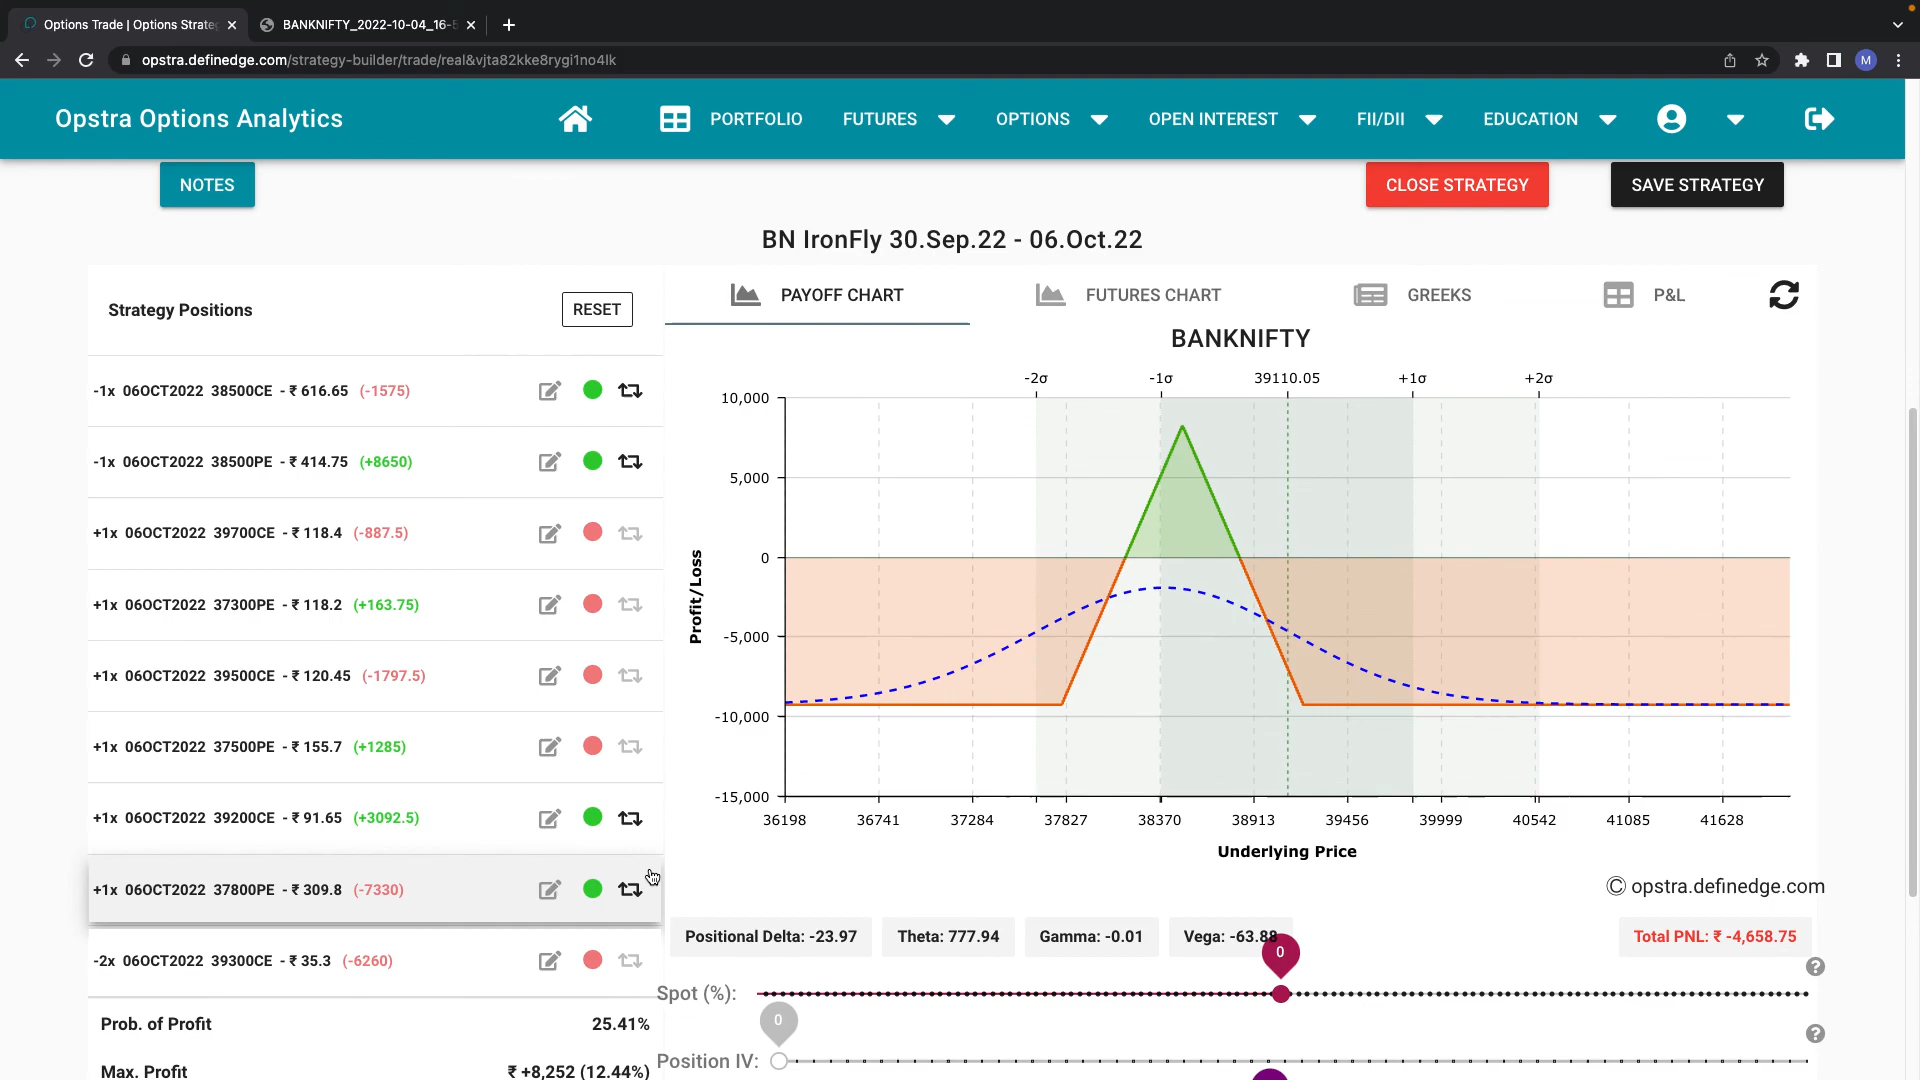 Options Trade | Options Strate
BANKNIFTY_2022-10-04_16-5
opstra.definedge.com/strategy-builder/trade/real&vjta82kke8rygi1no4lk
M
Opstra Options Analytics
PORTFOLIO
FUTURES
OPTIONS
OPEN INTEREST
FII/DII
EDUCATION
NOTES
CLOSE STRATEGY
SAVE STRATEGY
BN IronFly 30.Sep.22 - 06.Oct.22
Strategy Positions
RESET
PAYOFF CHART
FUTURES CHART
GREEKS
P&L
-1x 06OCT2022 38500CE - ₹ 616.65 (-1575)
-1x 06OCT2022 38500PE - ₹ 414.75 (+8650)
+1x 06OCT2022 39700CE - ₹ 118.4 (-887.5)
+1x 06OCT2022 37300PE - ₹ 118.2 (+163.75)
+1x 06OCT2022 39500CE - ₹ 120.45 (-1797.5)
+1x 06OCT2022 37500PE - ₹ 155.7 (+1285)
+1x 06OCT2022 39200CE - ₹ 91.65 (+3092.5)
+1x 06OCT2022 37800PE - ₹ 309.8 (-7330)
-2x 06OCT2022 39300CE - ₹ 35.3 (-6260)
Prob. of Profit 25.41%
Max. Profit ₹ +8,252 (12.44%)
BANKNIFTY
-2σ -1σ 39110.05 +1σ +2σ
10,000
5,000
0
-5,000
-10,000
-15,000
Profit/Loss
36198 36741 37284 37827 38370 38913 39456 39999 40542 41085 41628
Underlying Price
© opstra.definedge.com
Positional Delta: -23.97
Theta: 777.94
Gamma: -0.01
Vega: -63.88
Total PNL: ₹ -4,658.75
0
?
Spot (%):
0
?
Position IV: